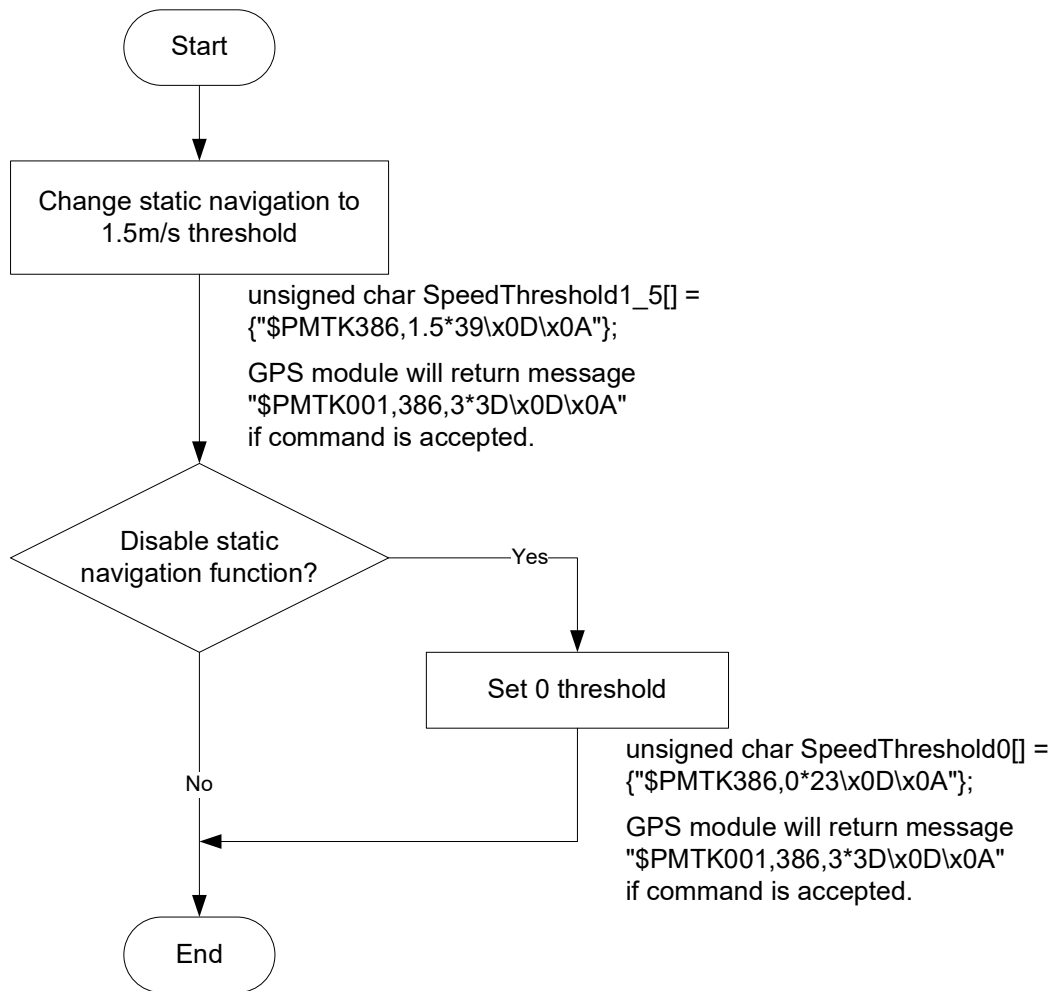 Start
Change static navigation to
1.5m/s threshold
unsigned char SpeedThreshold1_5[] =
{"$PMTK386,1.5*39\x0D\x0A"};
GPS module will return message
"$PMTK001,386,3*3D\x0D\x0A"
if command is accepted.
Disable static
navigation function?
Yes
Set 0 threshold
unsigned char SpeedThreshold0[] =
{"$PMTK386,0*23\x0D\x0A"};
No
GPS module will return message
"$PMTK001,386,3*3D\x0D\x0A"
if command is accepted.
End